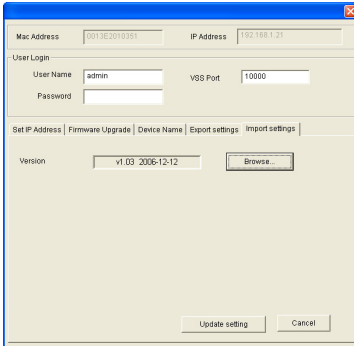 Mac Address 0013E2010351 IP Address 192.168.1.21
User Login
User Name admin VSS Port 10000
Password
Set IP Address Firmware Upgrade Device Name Export settings Import settings
Version v1.03 2006-12-12 Browse...
Update setting Cancel